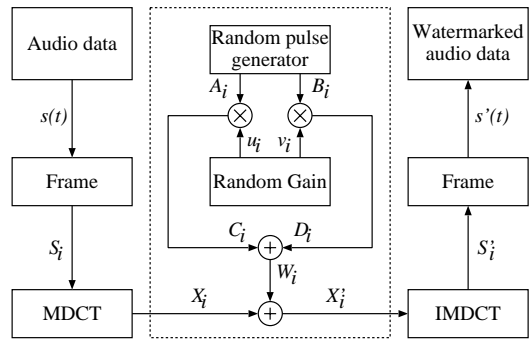 Audio data
Random pulse
generator
Watermarked
audio data
A_i
B_i
s(t)
s'(t)
u_i
v_i
Frame
Random Gain
Frame
S_i
C_i
D_i
S'_i
W_i
MDCT
X_i
X'_i
IMDCT